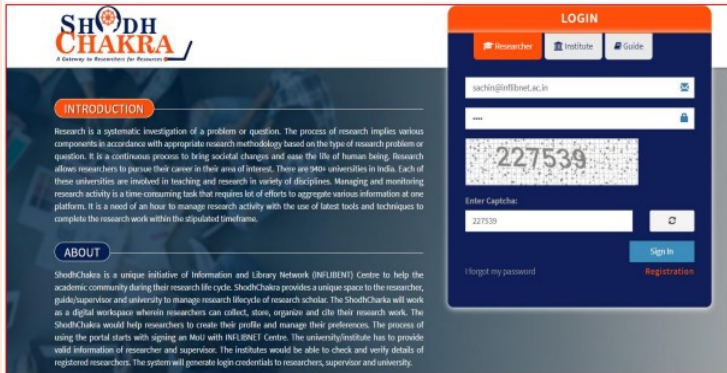 SHODH
CHAKRA
A Gateway to Researchers for Resources
INTRODUCTION
Research is a systematic investigation of a problem or question. The process of research implies various
components in accordance with appropriate research methodology based on the type of research problem or
question. It is a continuous process to bring societal changes and ease the life of human being. Research
allows researchers to pursue their career in their area of interest. There are 940+ universities in India. Each of
these universities are involved in teaching and research in variety of disciplines. Managing and monitoring
research activity is a time-consuming task that requires lot of efforts to aggregate various information at one
platform. It is a need of an hour to manage research activity with the use of latest tools and techniques to
complete the research work within the stipulated timeframe.
ABOUT
ShodhChakra is a unique initiative of Information and Library Network (INFLIBENT) Centre to help the
academic community during their research life cycle. ShodhChakra provides a unique space to the researcher,
guide/supervisor and university to manage research lifecycle of research scholar. The ShodhCharka will work
as a digital workspace wherein researchers can collect, store, organize and cite their research work. The
ShodhChakra would help researchers to create their profile and manage their preferences. The process of
using the portal starts with signing an MoU with INFLIBNET Centre. The university/institute has to provide
valid information of researcher and supervisor. The institutes would be able to check and verify details of
registered researchers. The system will generate login credentials to researchers, supervisor and university.
LOGIN
Researcher Institute Guide
sachin@inflibnet.ac.in
....
227539
Enter Captcha:
227539
Sign In
I forgot my password Registration